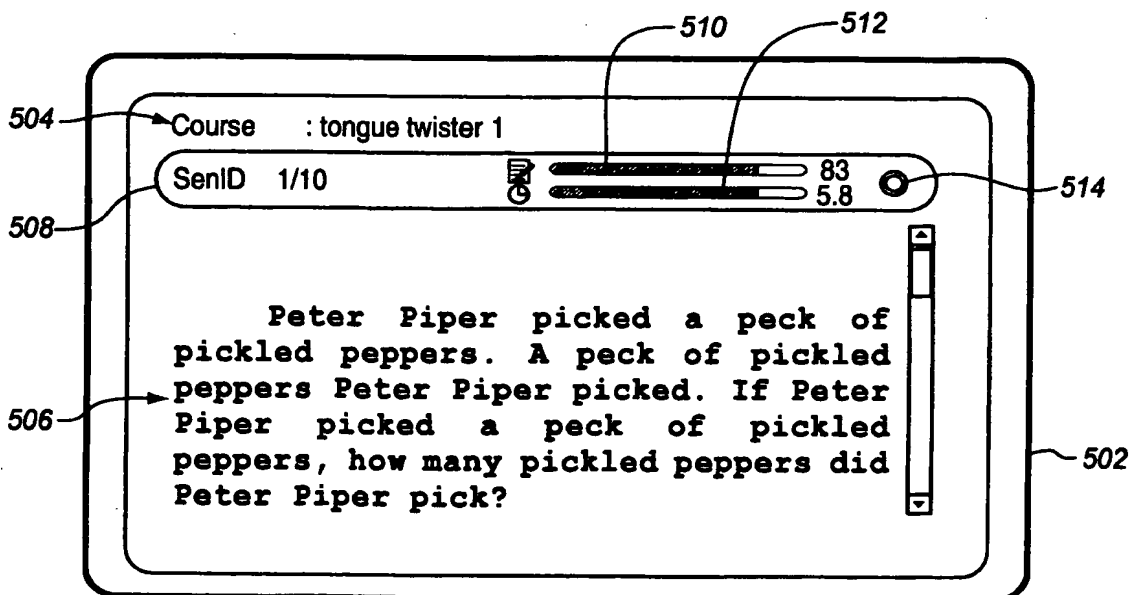 510 512
504 Course : tongue twister 1
SenID 1/10 83
5.8 514
508
Peter Piper picked a peck of
pickled peppers. A peck of pickled
peppers Peter Piper picked. If Peter
506 Piper picked a peck of pickled
peppers, how many pickled peppers did 502
Peter Piper pick?